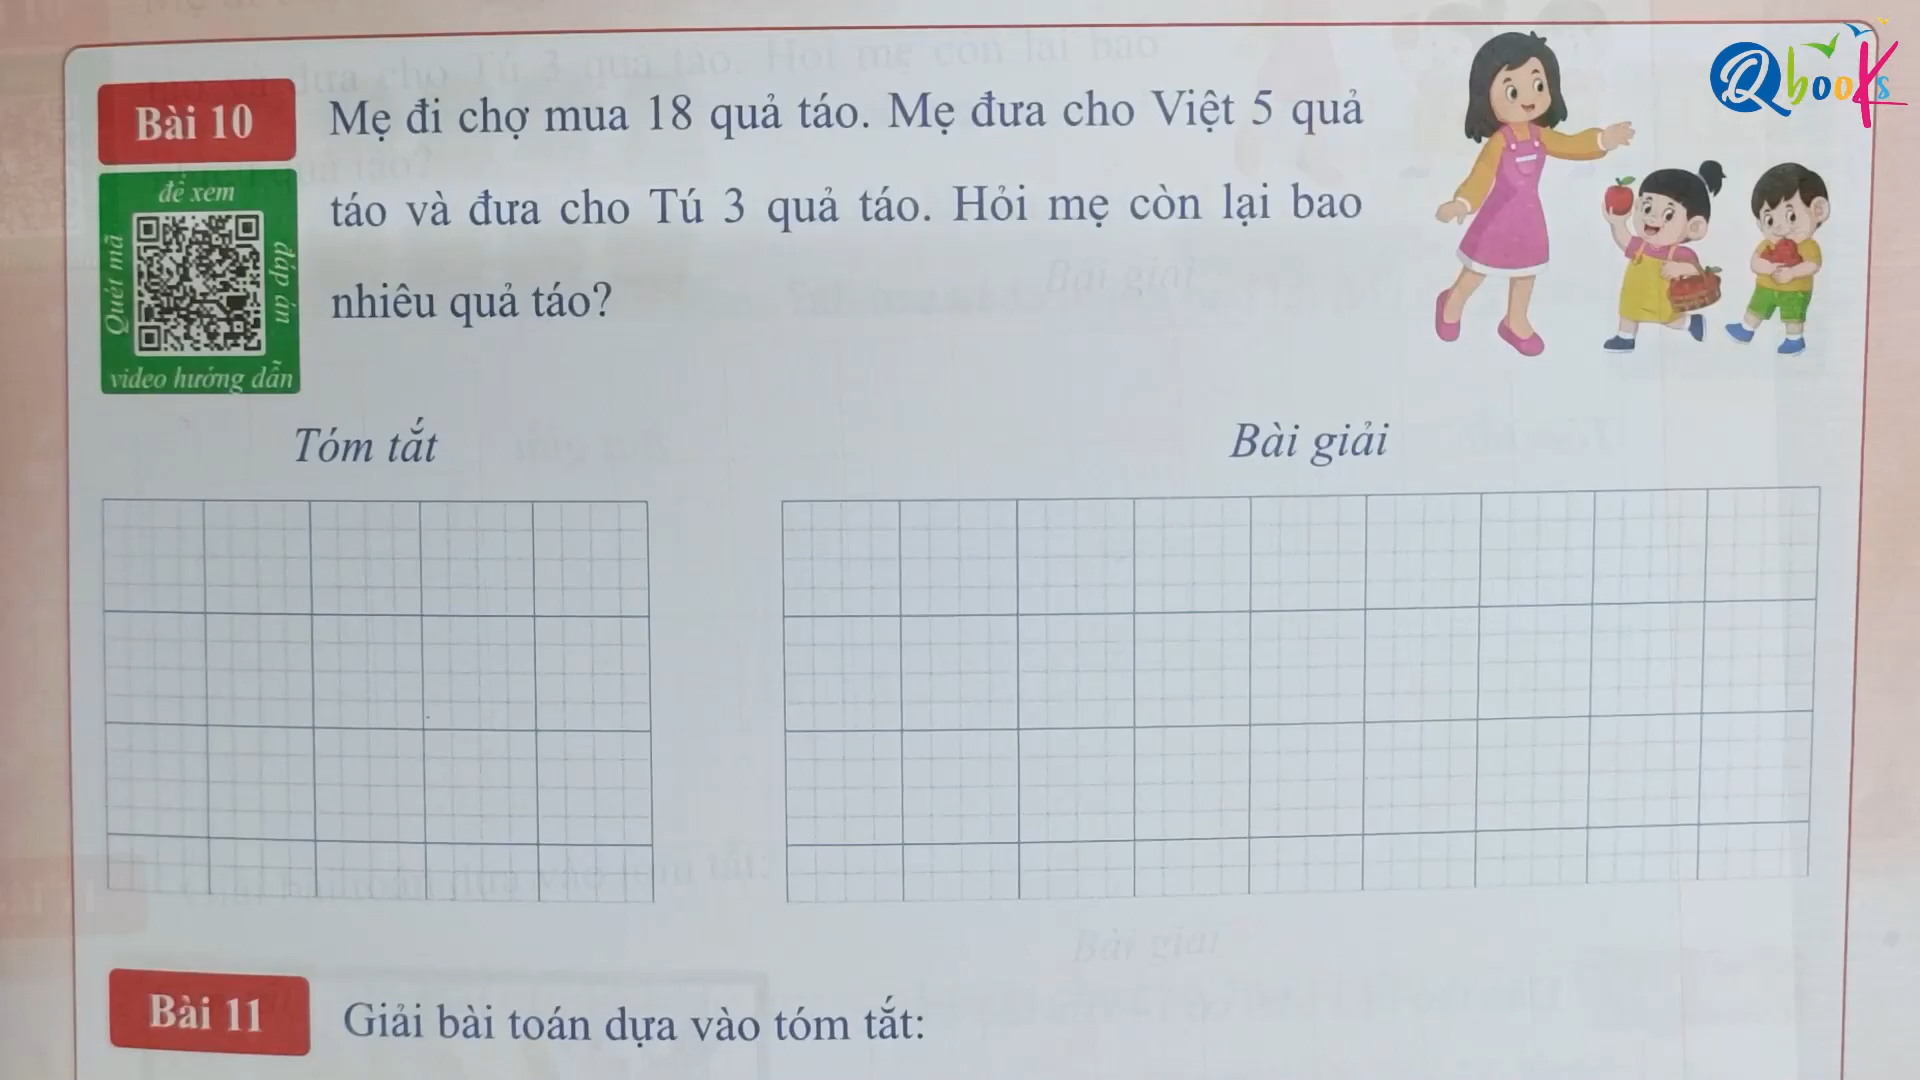 Qbooks
Bài 10
Mẹ đi chợ mua 18 quả táo. Mẹ đưa cho Việt 5 quả
táo và đưa cho Tú 3 quả táo. Hỏi mẹ còn lại bao
nhiêu quả táo?
để xem
Quét mã
đáp án
video hướng dẫn
Tóm tắt
Bài giải
Bài 11
Giải bài toán dựa vào tóm tắt: